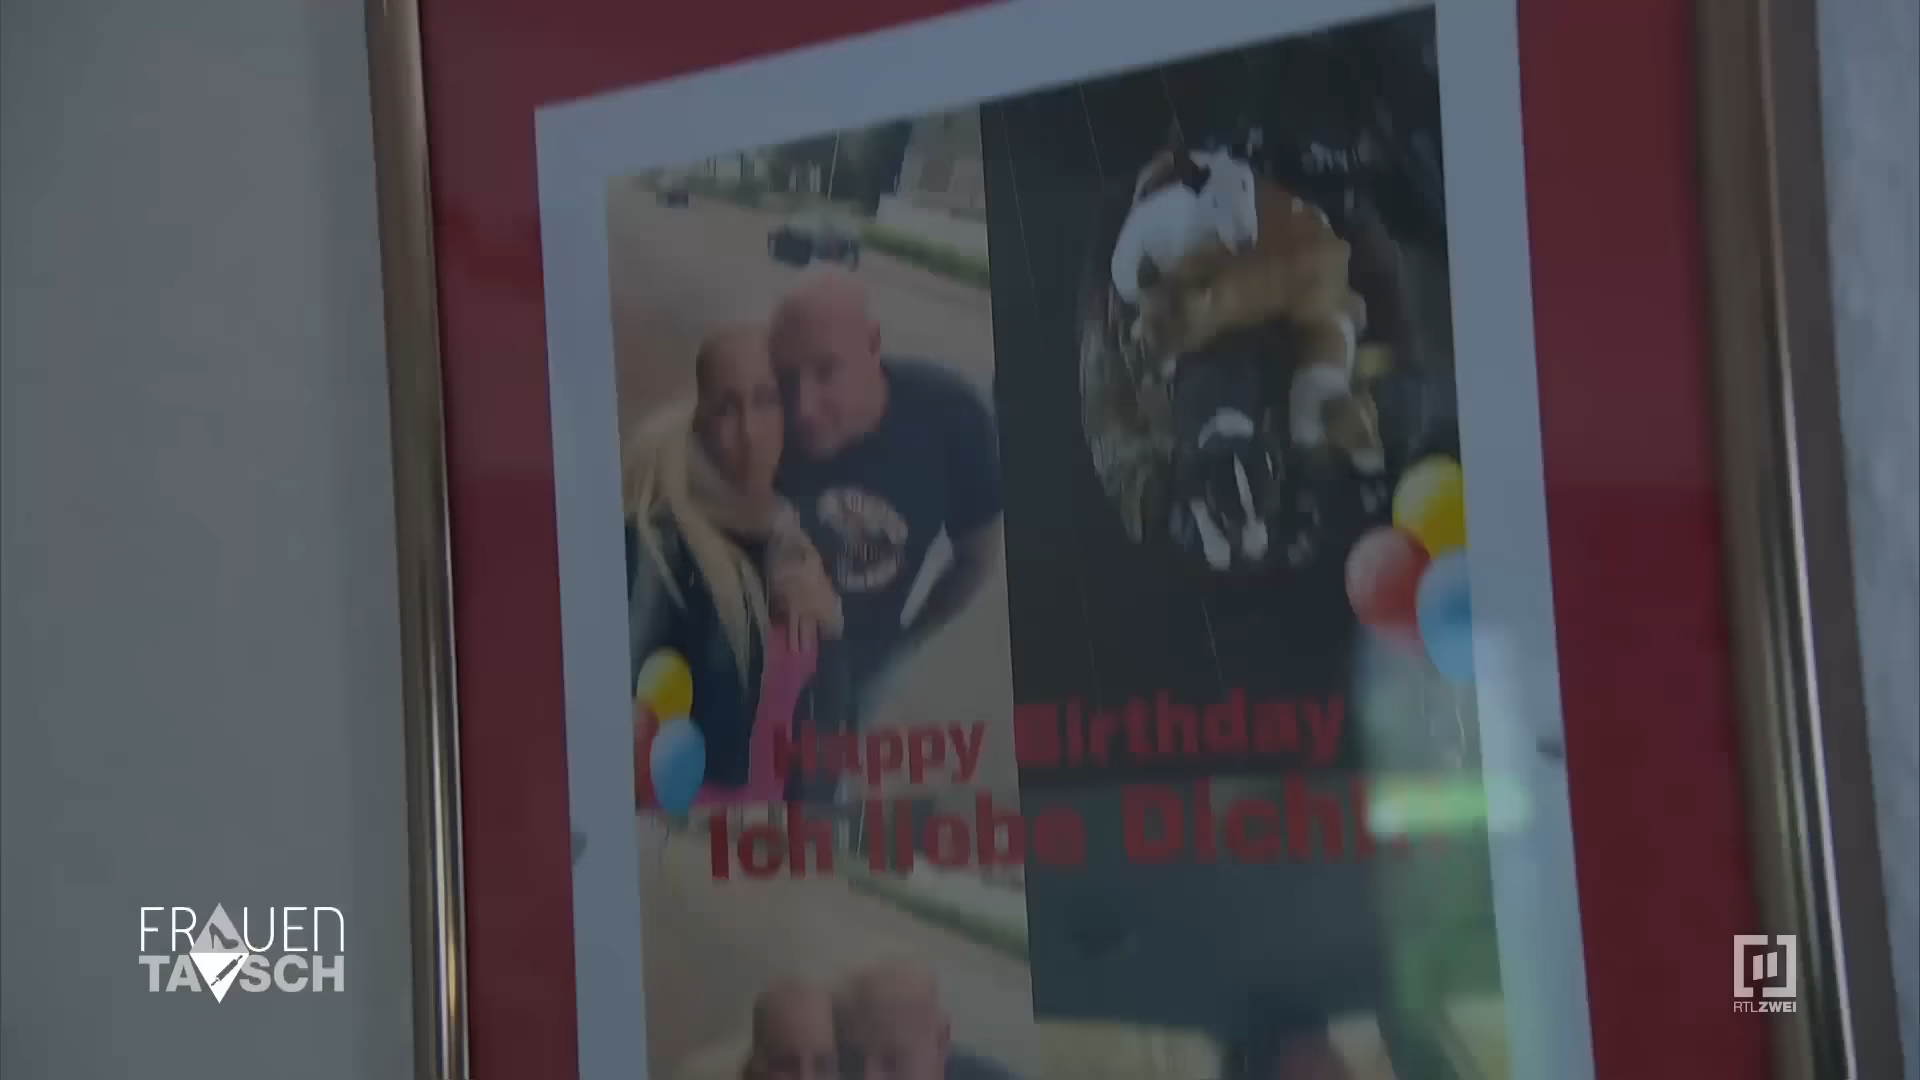 Happy Birthday
Ich liebe Dich!!!
FRAUEN
TAUSCH
RTLZWEI